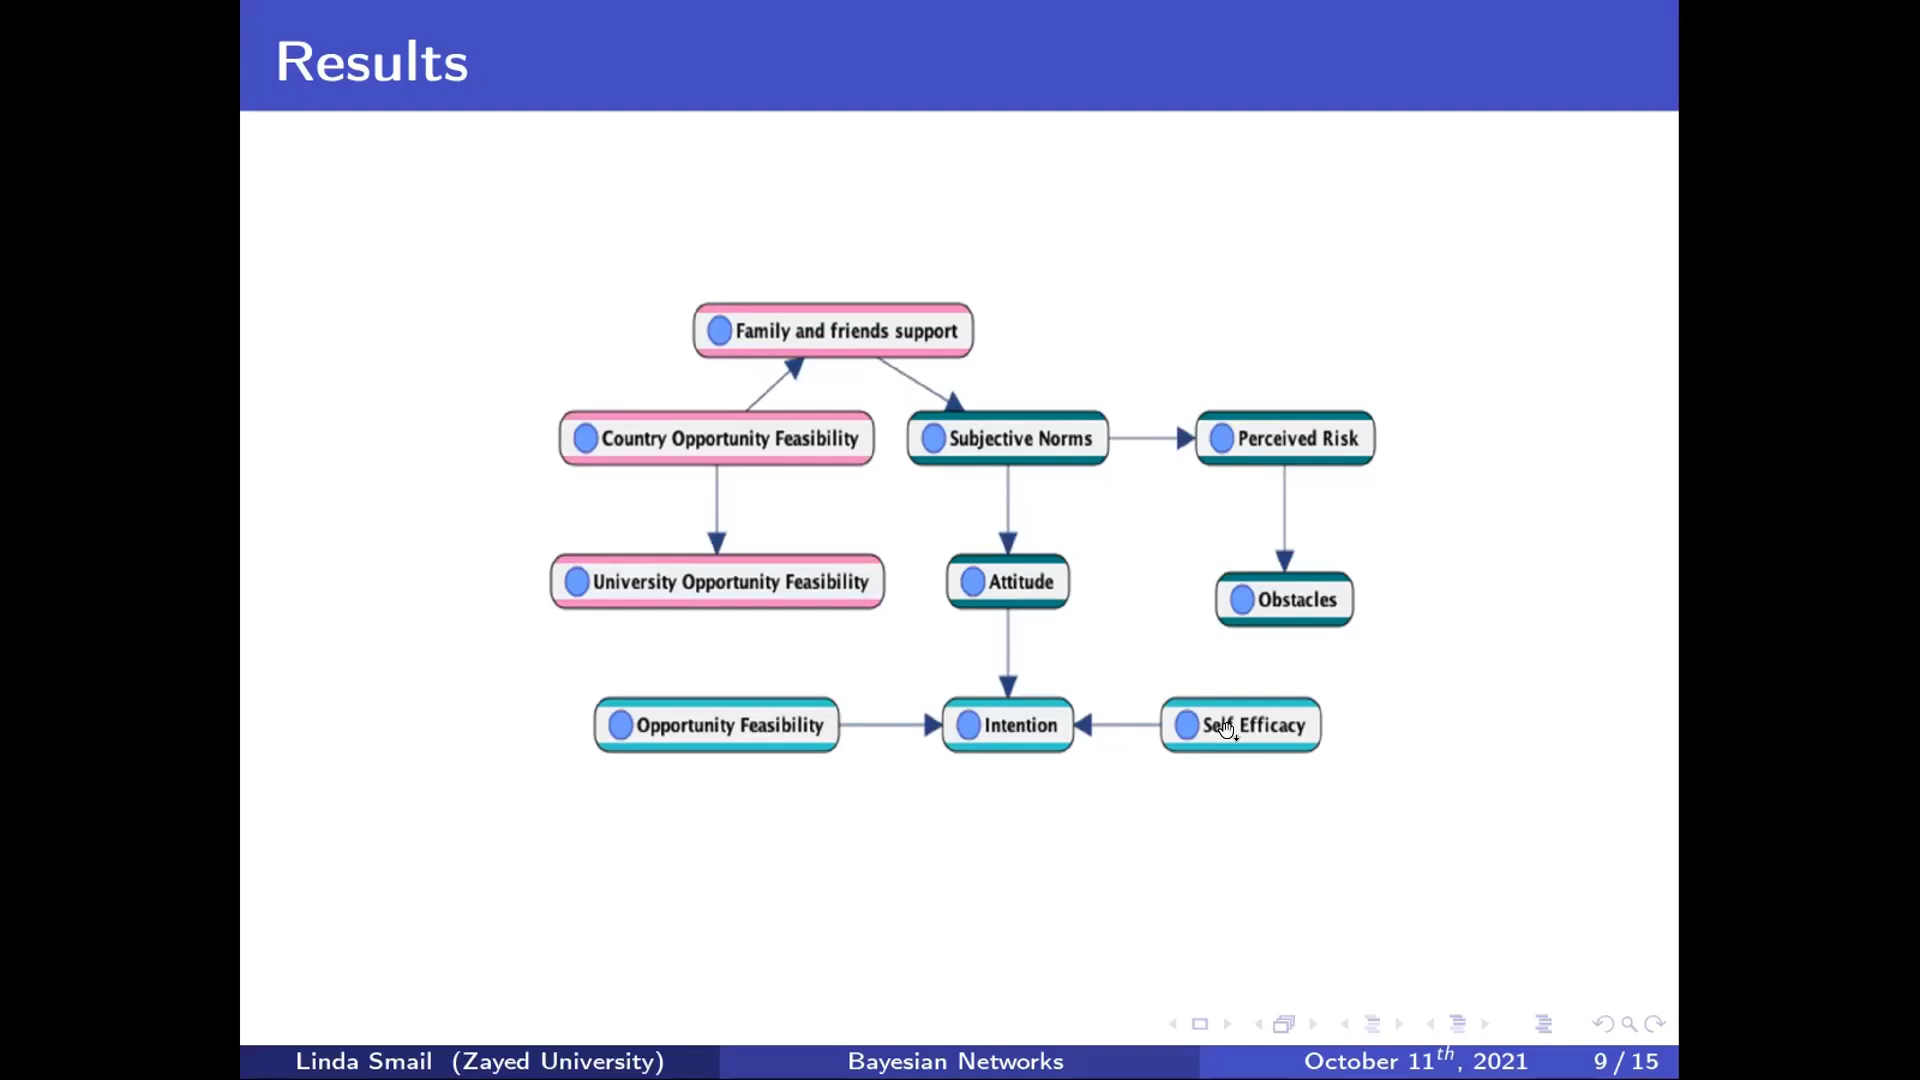 Results
Family and friends support
Country Opportunity Feasibility
Subjective Norms
Perceived Risk
University Opportunity Feasibility
Attitude
Obstacles
Opportunity Feasibility
Intention
Self Efficacy
Linda Smail (Zayed University)
Bayesian Networks
October 11th, 2021
9 / 15